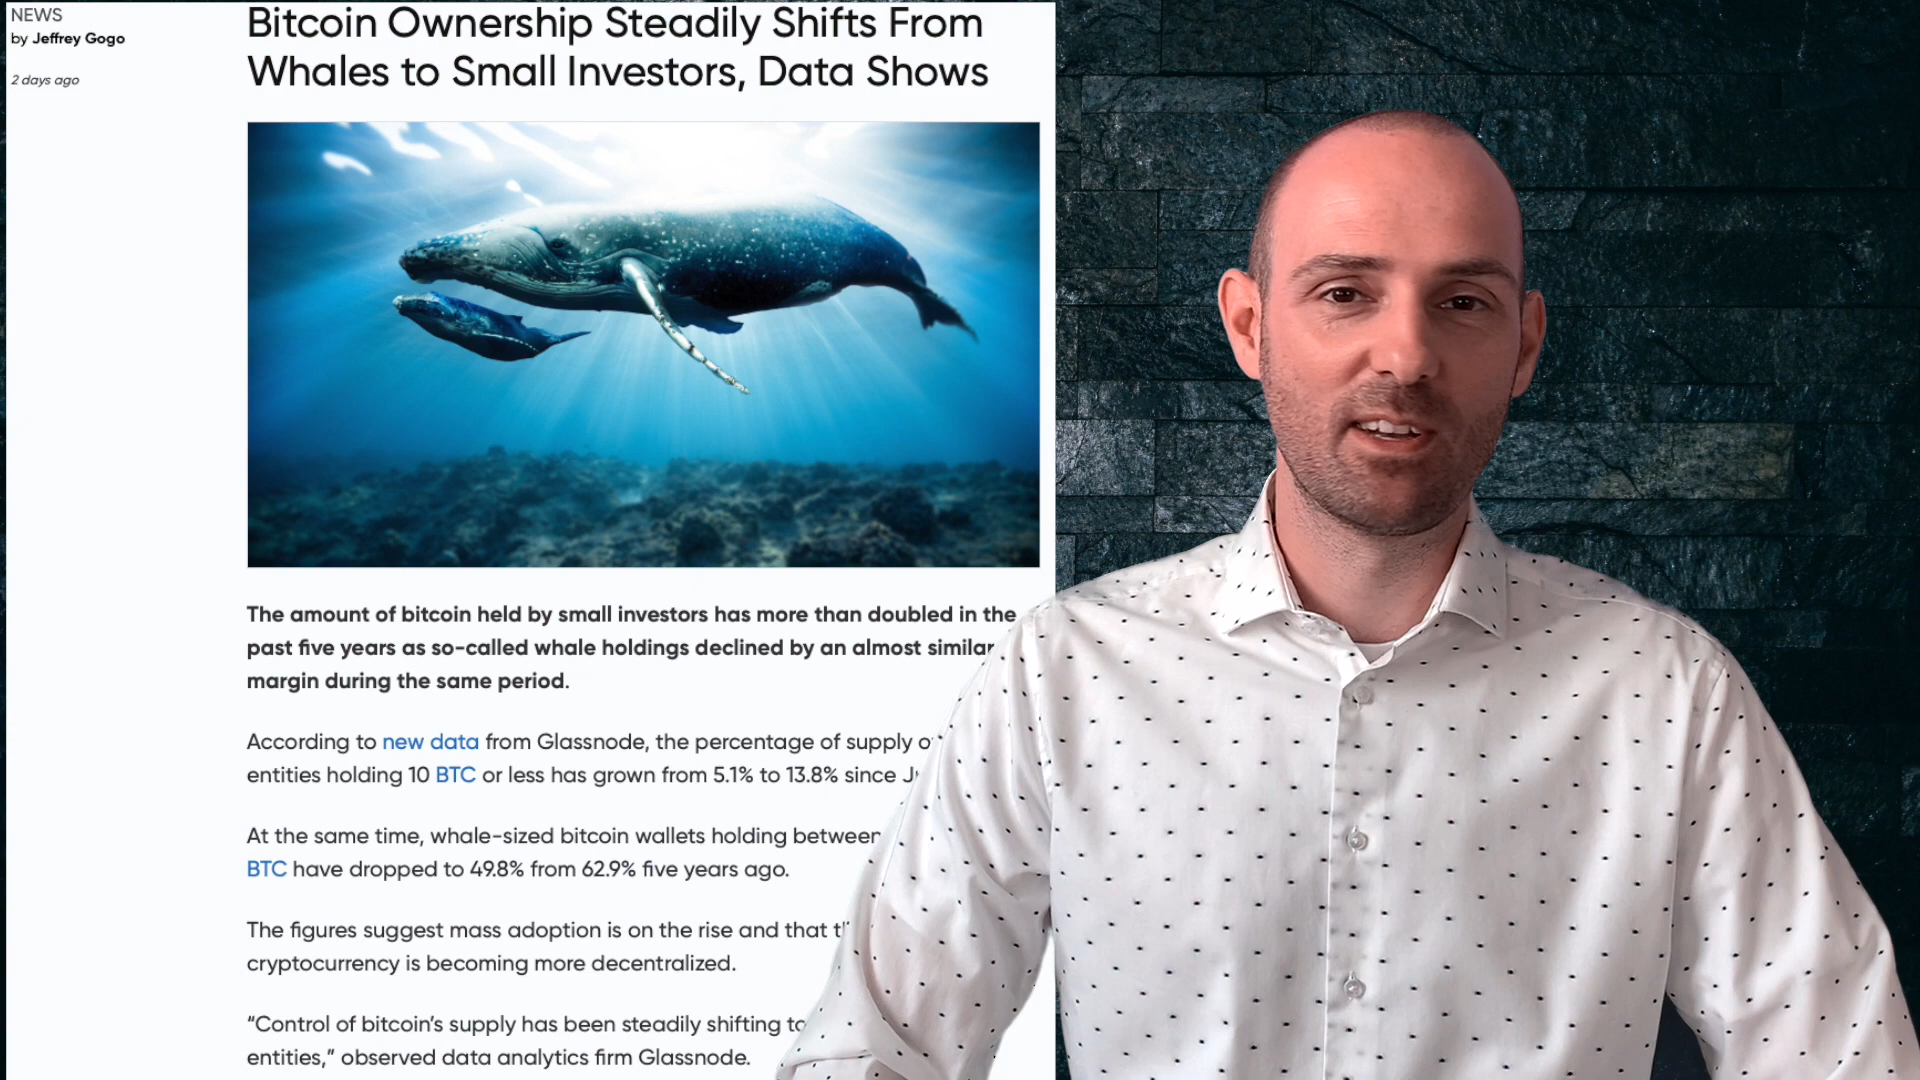 NEWS
by Jeffrey Gogo
2 days ago
Bitcoin Ownership Steadily Shifts From
Whales to Small Investors, Data Shows
The amount of bitcoin held by small investors has more than doubled in the
past five years as so-called whale holdings declined by an almost similar
margin during the same period.
According to new data from Glassnode, the percentage of supply
entities holding 10 BTC or less has grown from 5.1% to 13.8% since
At the same time, whale-sized bitcoin wallets holding between
BTC have dropped to 49.8% from 62.9% five years ago.
The figures suggest mass adoption is on the rise and that
cryptocurrency is becoming more decentralized.
“Control of bitcoin’s supply has been steadily shifting
entities,” observed data analytics firm Glassnode.